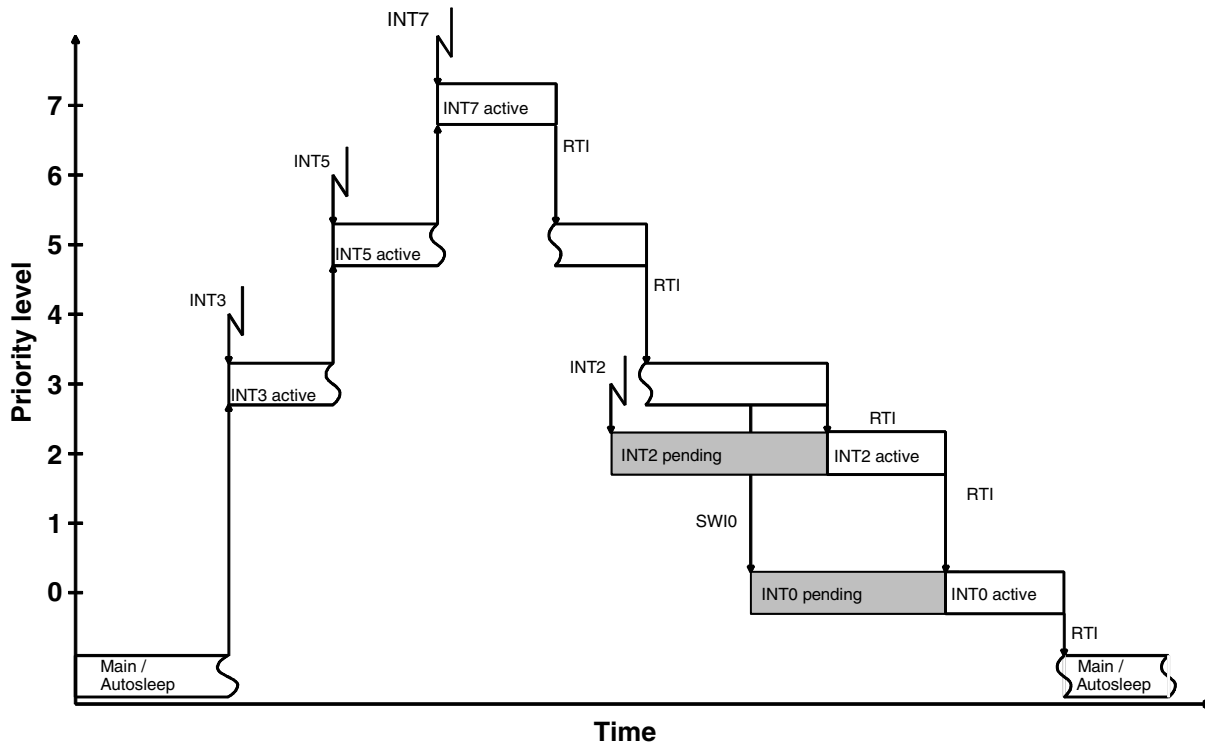 INT7
7
INT7 active
RTI
INT5
6
5
INT5 active
RTI
INT3
4
INT2
3
INT3 active
RTI
2
INT2 pending
INT2 active
RTI
1
SWI0
0
INT0 pending
INT0 active
RTI
Main /
Autosleep
Main /
Autosleep
Priority level
Time